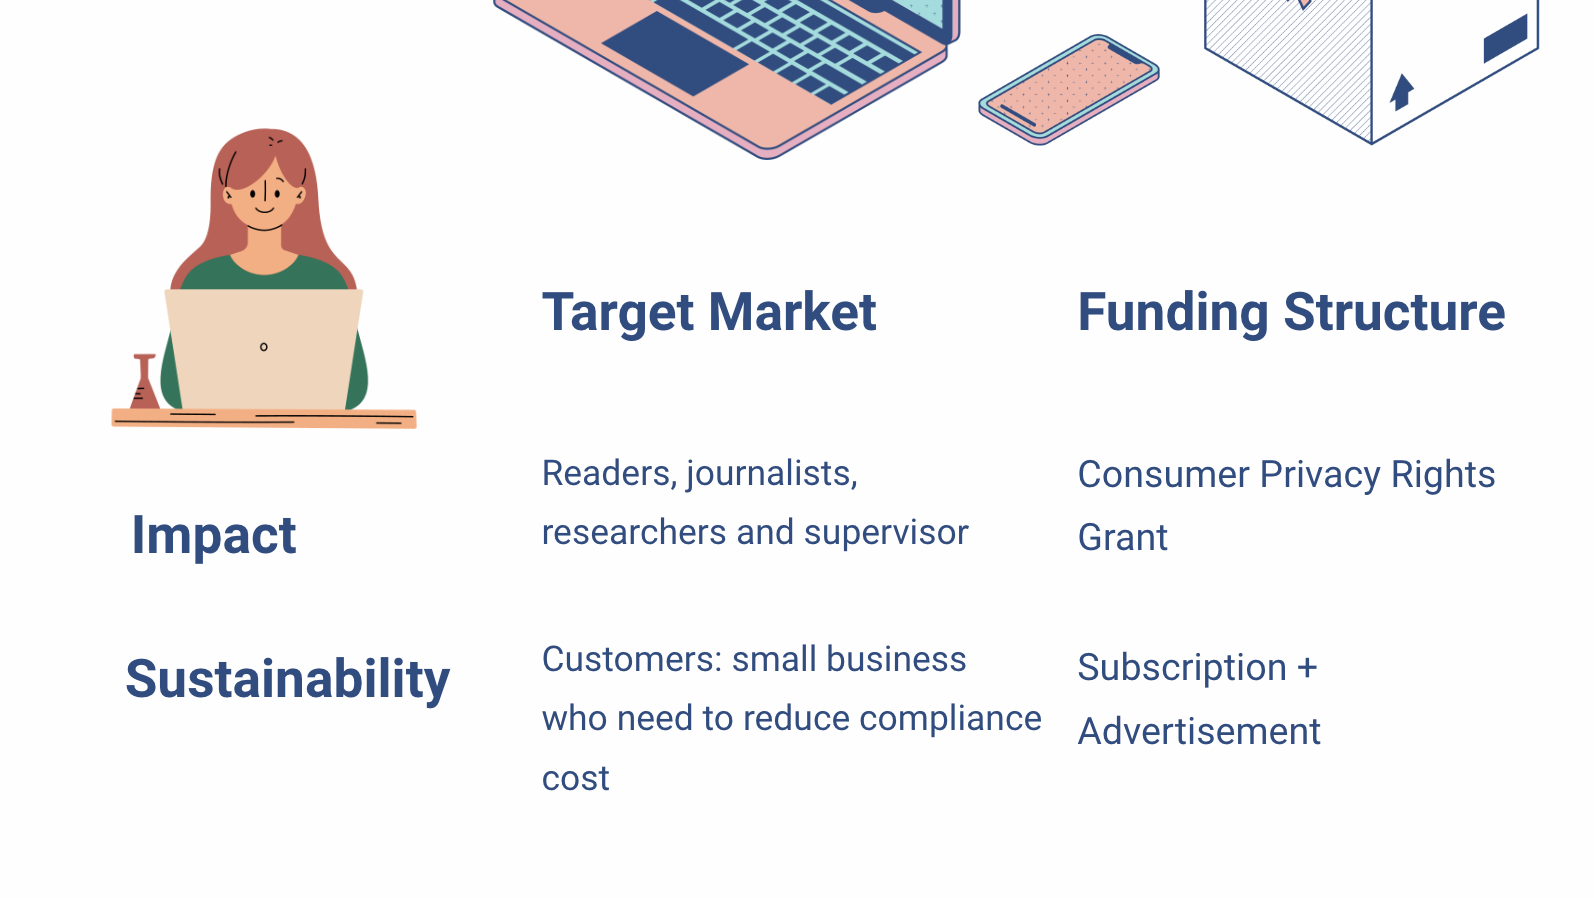 Target Market
Funding Structure
Impact
Readers, journalists,
researchers and supervisor
Consumer Privacy Rights
Grant
Sustainability
Customers: small business
who need to reduce compliance
cost
Subscription +
Advertisement